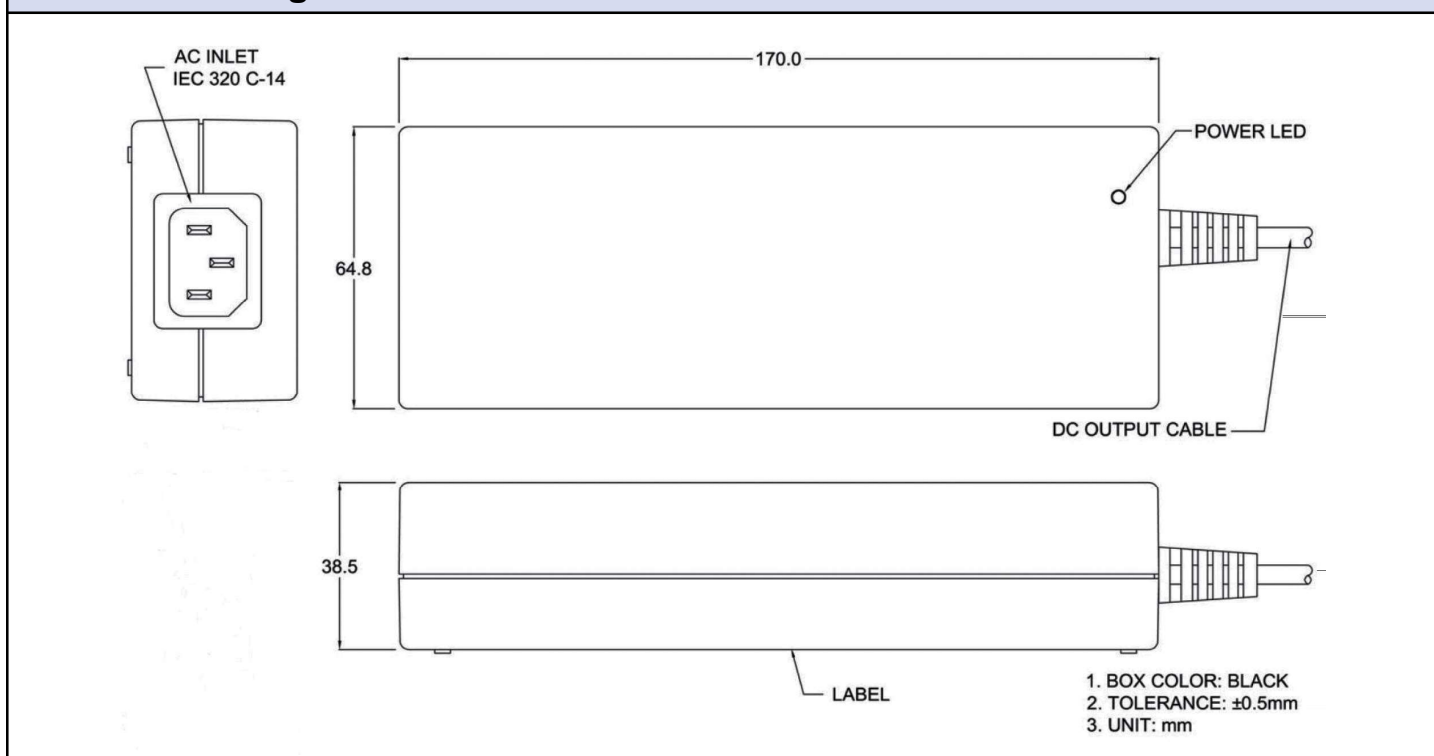 AC INLET
IEC 320 C-14
170.0
POWER LED
64.8
DC OUTPUT CABLE
38.5
LABEL
1. BOX COLOR: BLACK
2. TOLERANCE: ±0.5mm
3. UNIT: mm